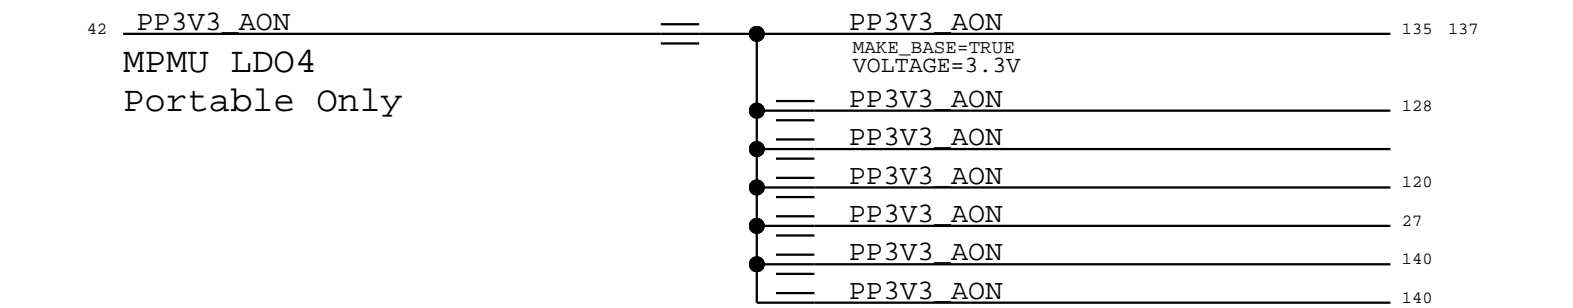 42 PP3V3_AON PP3V3_AON 135 137
MAKE_BASE=TRUE
MPMU LDO4 VOLTAGE=3.3V
Portable Only PP3V3_AON 128
PP3V3_AON
PP3V3_AON 120
PP3V3_AON 27
PP3V3_AON 140
PP3V3_AON 140